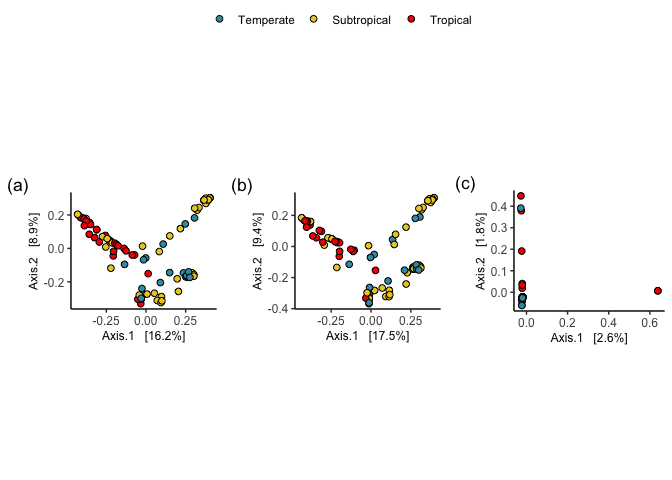 Temperate Subtropical Tropical
(a)
Axis.2 [8.9%]
0.2
0.0
-0.2
-0.25 0.00 0.25
Axis.1 [16.2%]
(b)
Axis.2 [9.4%]
0.2
0.0
-0.2
-0.4
-0.25 0.00 0.25
Axis.1 [17.5%]
(c)
Axis.2 [1.8%]
0.4
0.3
0.2
0.1
0.0
0.0 0.2 0.4 0.6
Axis.1 [2.6%]